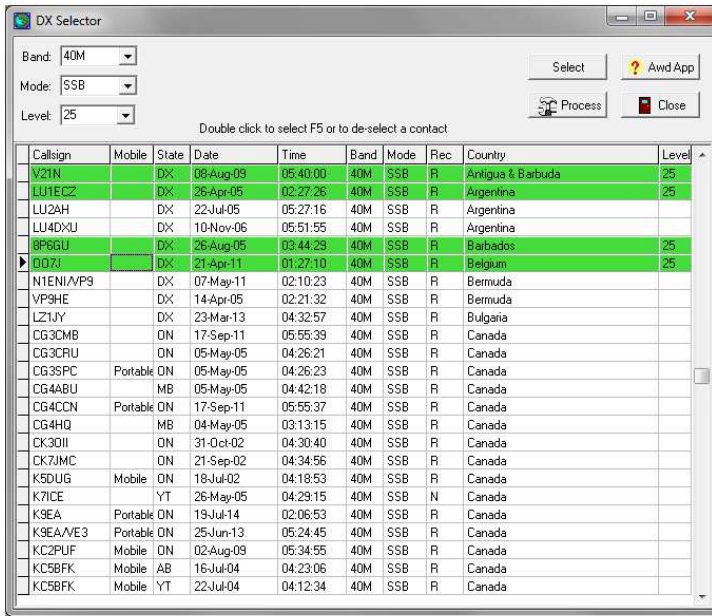 DX Selector
Band: 40M
Mode: SSB
Level: 25
Select
Awd App
Process
Close
Double click to select F5 or to de-select a contact
Callsign Mobile State Date Time Band Mode Rec Country Level
V21N DX 08-Aug-09 05:40:00 40M SSB R Antigua & Barbuda 25
LU1ECZ DX 26-Apr-05 02:27:26 40M SSB R Argentina 25
LU2AH DX 22-Jul-05 05:27:16 40M SSB R Argentina
LU4DXU DX 10-Nov-06 05:51:55 40M SSB R Argentina
8P6GU DX 26-Aug-05 03:44:29 40M SSB R Barbados 25
OO7J DX 21-Apr-11 01:27:10 40M SSB R Belgium 25
N1ENI/VP9 DX 07-May-11 02:10:23 40M SSB R Bermuda
VP9HE DX 14-Apr-05 02:21:32 40M SSB R Bermuda
LZ1JY DX 23-Mar-13 04:32:57 40M SSB R Bulgaria
CG3CMB ON 17-Sep-11 05:55:39 40M SSB R Canada
CG3CRU ON 05-May-05 04:26:21 40M SSB R Canada
CG3SPC Portable ON 05-May-05 04:26:23 40M SSB R Canada
CG4ABU MB 05-May-05 04:42:18 40M SSB R Canada
CG4CCN Portable ON 17-Sep-11 05:55:37 40M SSB R Canada
CG4HQ MB 04-May-05 03:13:15 40M SSB R Canada
CK3OII ON 31-Oct-02 04:30:40 40M SSB R Canada
CK7JMC ON 21-Sep-02 04:34:56 40M SSB R Canada
K5DUG Mobile ON 18-Jul-02 04:18:53 40M SSB R Canada
K7ICE YT 26-May-05 04:29:15 40M SSB N Canada
K9EA Portable ON 19-Jul-14 02:06:53 40M SSB R Canada
K9EA/VE3 Portable ON 25-Jun-13 05:24:45 40M SSB R Canada
KC2PUF Mobile ON 02-Aug-09 05:34:55 40M SSB R Canada
KC5BFK Mobile AB 16-Jul-04 04:23:06 40M SSB R Canada
KC5BFK Mobile YT 22-Jul-04 04:12:34 40M SSB R Canada